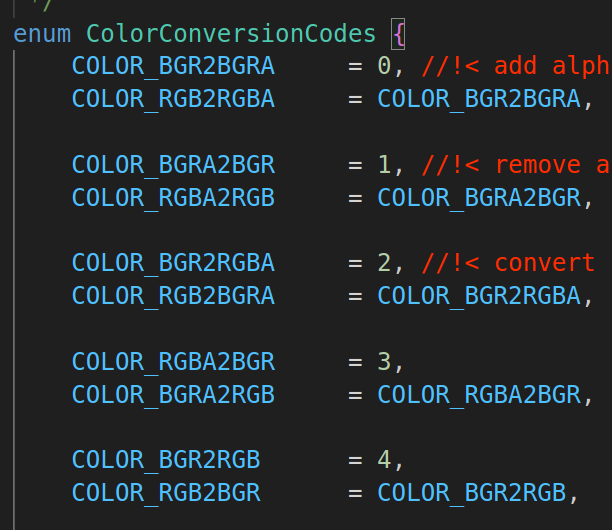 */
enum ColorConversionCodes {
COLOR_BGR2BGRA = 0, //!< add alph
COLOR_RGB2RGBA = COLOR_BGR2BGRA,
COLOR_BGRA2BGR = 1, //!< remove a
COLOR_RGBA2RGB = COLOR_BGRA2BGR,
COLOR_BGR2RGBA = 2, //!< convert
COLOR_RGB2BGRA = COLOR_BGR2RGBA,
COLOR_RGBA2BGR = 3,
COLOR_BGRA2RGB = COLOR_RGBA2BGR,
COLOR_BGR2RGB = 4,
COLOR_RGB2BGR = COLOR_BGR2RGB,